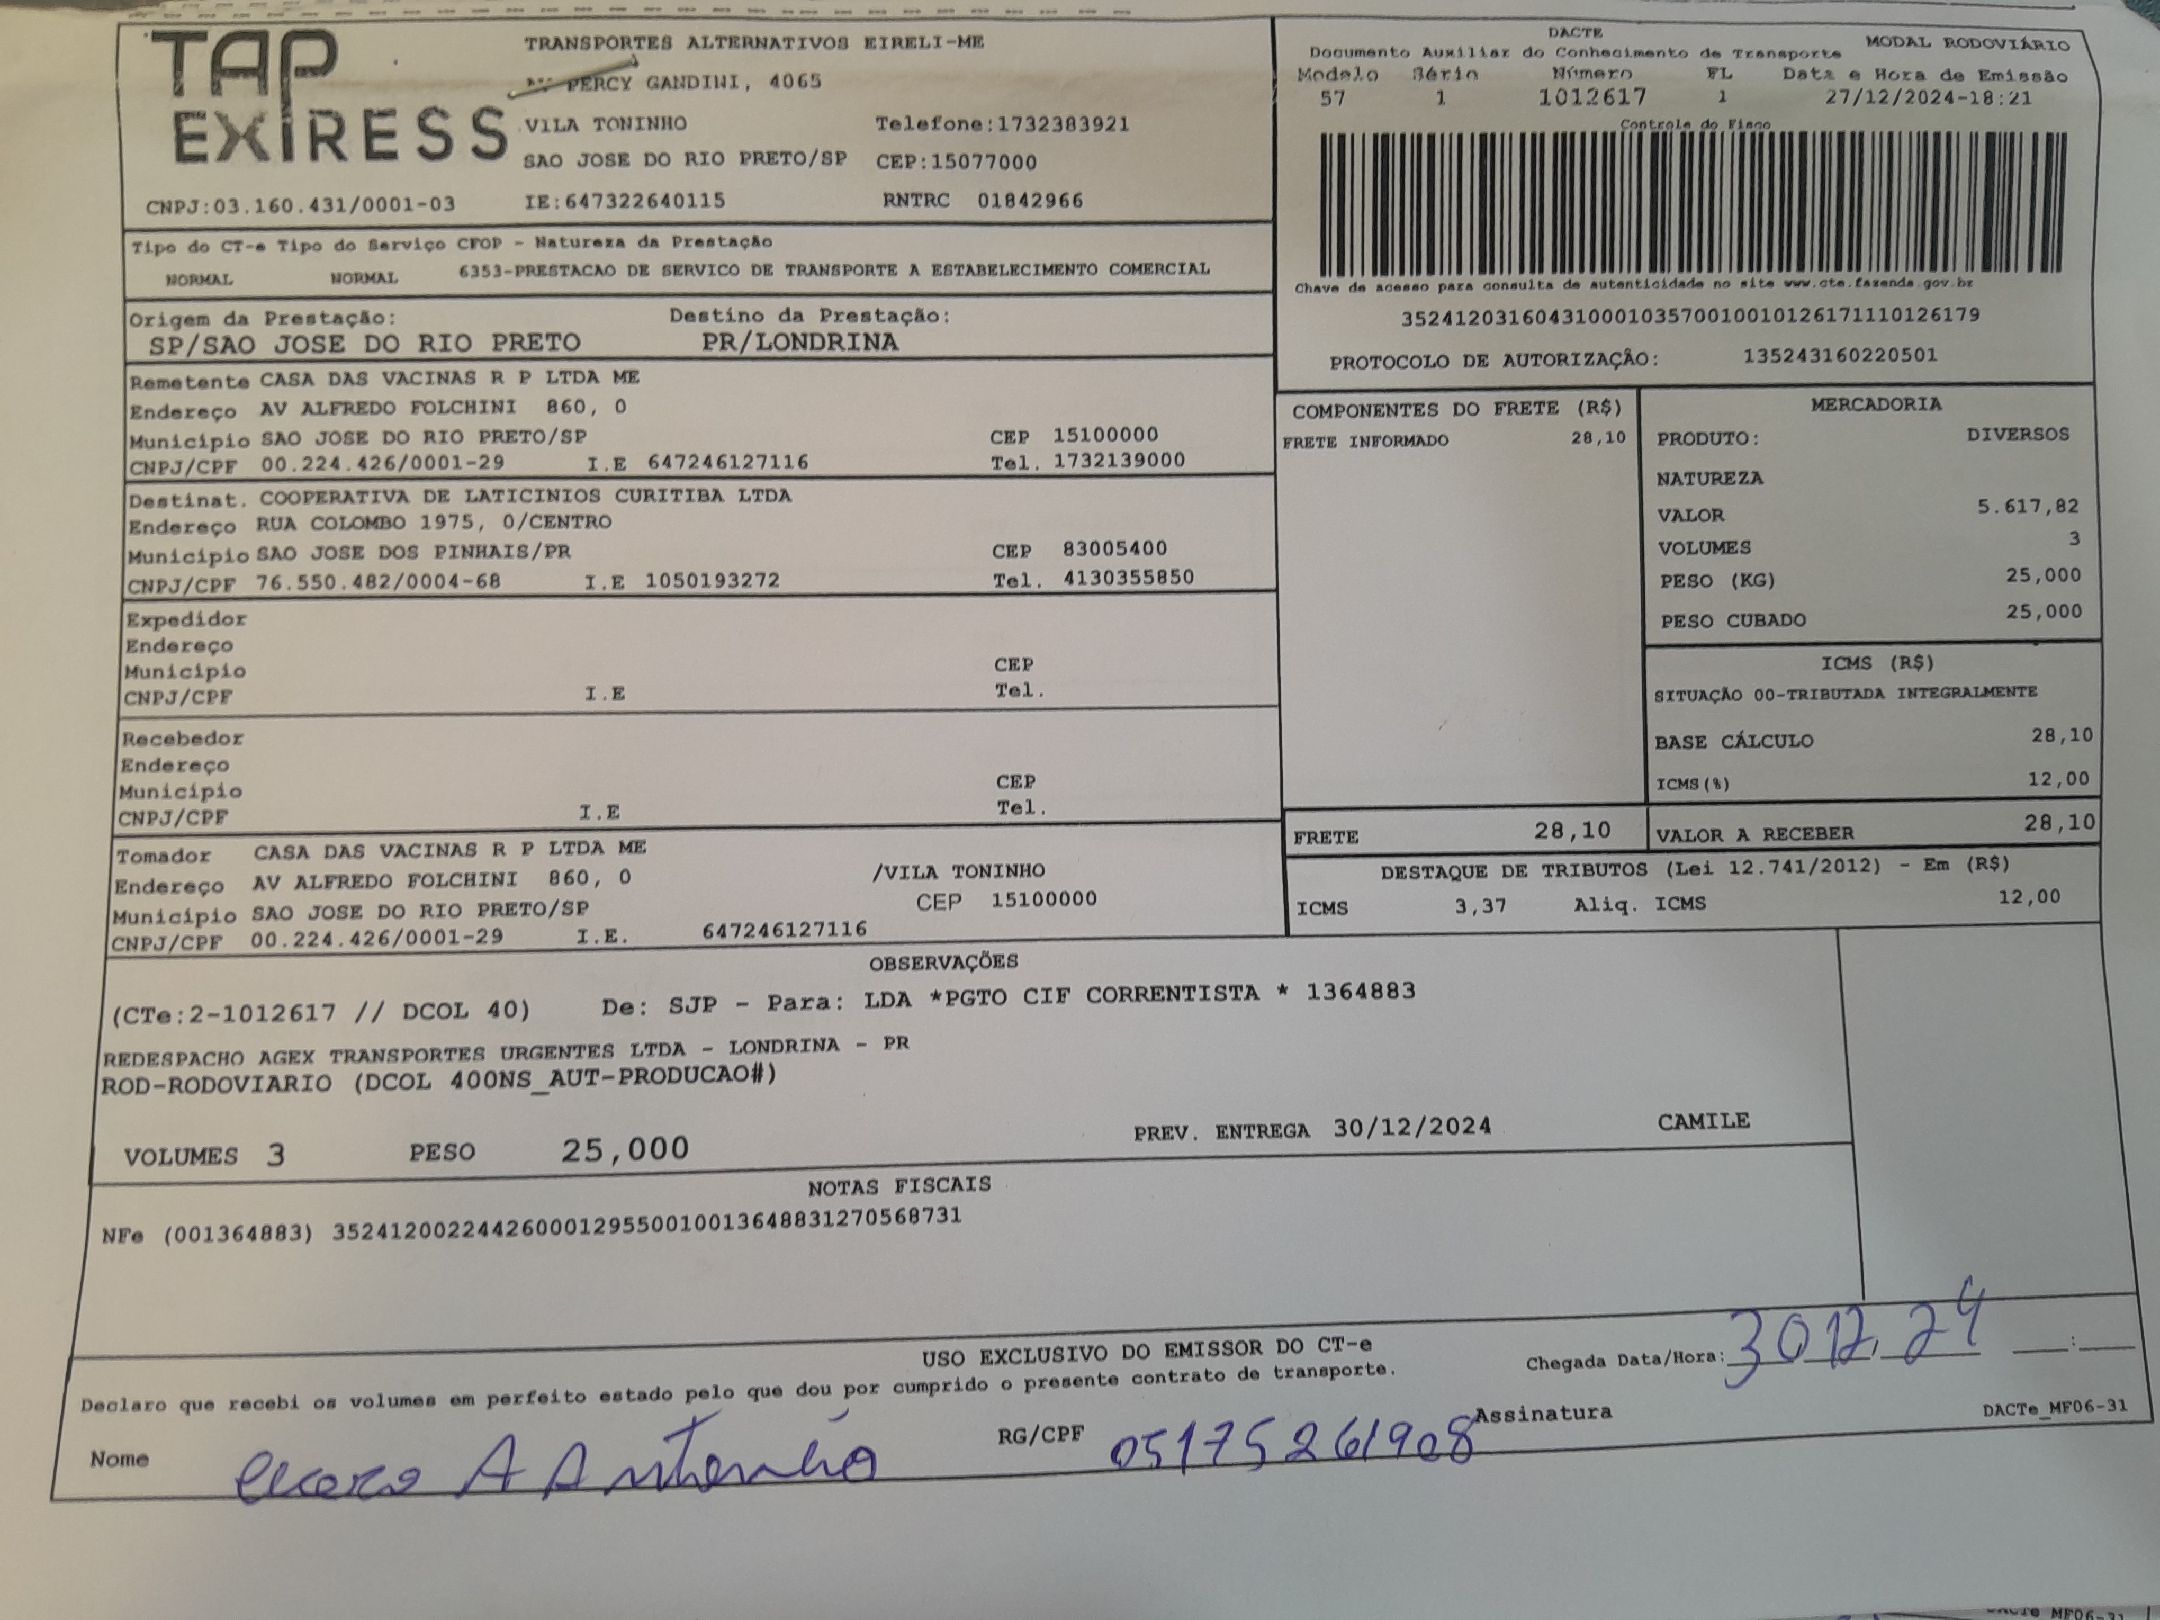 TAP
EXPRESS
TRANSPORTES ALTERNATIVOS EIRELI-ME
PERCY GANDINI, 4065
VILA TONINHO Telefone:1732383921
SAO JOSE DO RIO PRETO/SP CEP:15077000
CNPJ:03.160.431/0001-03 IE:647322640115 RNTRC 01842966
DACTE
Documento Auxiliar do Conhecimento de Transporte MODAL RODOVIÁRIO
Modelo Série Número FL Data e Hora de Emissão
57 1 1012617 1 27/12/2024-18:21
Controle do Fisco
Chave de acesso para consulta de autenticidade no site www.cte.fazenda.gov.br
35241203160431000103570010010126171110126179
PROTOCOLO DE AUTORIZAÇÃO: 135243160220501
Tipo do CT-e Tipo do Serviço CFOP - Natureza da Prestação
NORMAL NORMAL 6353-PRESTACAO DE SERVICO DE TRANSPORTE A ESTABELECIMENTO COMERCIAL
Origem da Prestação: Destino da Prestação:
SP/SAO JOSE DO RIO PRETO PR/LONDRINA
Remetente CASA DAS VACINAS R P LTDA ME
Endereço AV ALFREDO FOLCHINI 860, 0
Municipio SAO JOSE DO RIO PRETO/SP CEP 15100000
CNPJ/CPF 00.224.426/0001-29 I.E 647246127116 Tel. 1732139000
Destinat. COOPERATIVA DE LATICINIOS CURITIBA LTDA
Endereço RUA COLOMBO 1975, 0/CENTRO
Municipio SAO JOSE DOS PINHAIS/PR CEP 83005400
CNPJ/CPF 76.550.482/0004-68 I.E 1050193272 Tel. 4130355850
Expedidor
Endereço
Municipio CEP
CNPJ/CPF I.E Tel.
Recebedor
Endereço
Municipio CEP
CNPJ/CPF I.E Tel.
Tomador CASA DAS VACINAS R P LTDA ME
Endereço AV ALFREDO FOLCHINI 860, 0 /VILA TONINHO
Municipio SAO JOSE DO RIO PRETO/SP CEP 15100000
CNPJ/CPF 00.224.426/0001-29 I.E. 647246127116
COMPONENTES DO FRETE (R$)
FRETE INFORMADO 28,10
MERCADORIA
PRODUTO: DIVERSOS
NATUREZA
VALOR 5.617,82
VOLUMES 3
PESO (KG) 25,000
PESO CUBADO 25,000
ICMS (R$)
SITUAÇÃO 00-TRIBUTADA INTEGRALMENTE
BASE CÁLCULO 28,10
ICMS(%) 12,00
FRETE 28,10 VALOR A RECEBER 28,10
DESTAQUE DE TRIBUTOS (Lei 12.741/2012) - Em (R$)
ICMS 3,37 Aliq. ICMS 12,00
OBSERVAÇÕES
(CTe:2-1012617 // DCOL 40) De: SJP - Para: LDA *PGTO CIF CORRENTISTA * 1364883
REDESPACHO AGEX TRANSPORTES URGENTES LTDA - LONDRINA - PR
ROD-RODOVIARIO (DCOL 400NS_AUT-PRODUCAO#)
VOLUMES 3 PESO 25,000 PREV. ENTREGA 30/12/2024 CAMILE
NOTAS FISCAIS
NFe (001364883) 35241200224426000129550010013648831270568731
USO EXCLUSIVO DO EMISSOR DO CT-e
Declaro que recebi os volumes em perfeito estado pelo que dou por cumprido o presente contrato de transporte.
Chegada Data/Hora: 30 12 24 :
Nome A Antonho RG/CPF 05175261908 Assinatura
DACTe_MF06-31
DACTe MF06-31